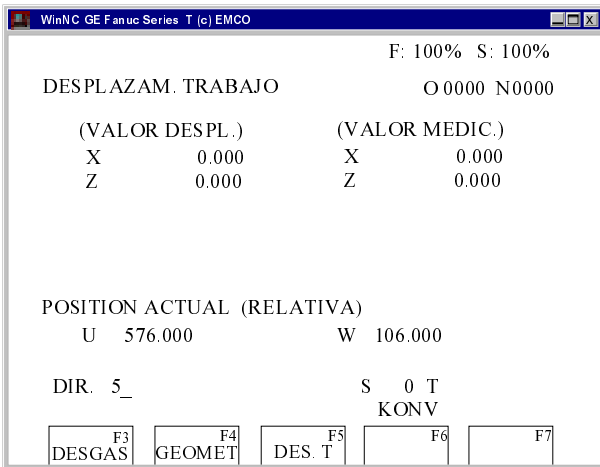 WinNC GE Fanuc Series T (c) EMCO
F: 100% S: 100%
DESPLAZAM. TRABAJO O 0000 N0000
(VALOR DESPL.) (VALOR MEDIC.)
X 0.000 X 0.000
Z 0.000 Z 0.000
POSITION ACTUAL (RELATIVA)
U 576.000 W 106.000
DIR. 5_ S 0 T
KONV
F3 F4 F5 F6 F7
DESGAS GEOMET DES. T